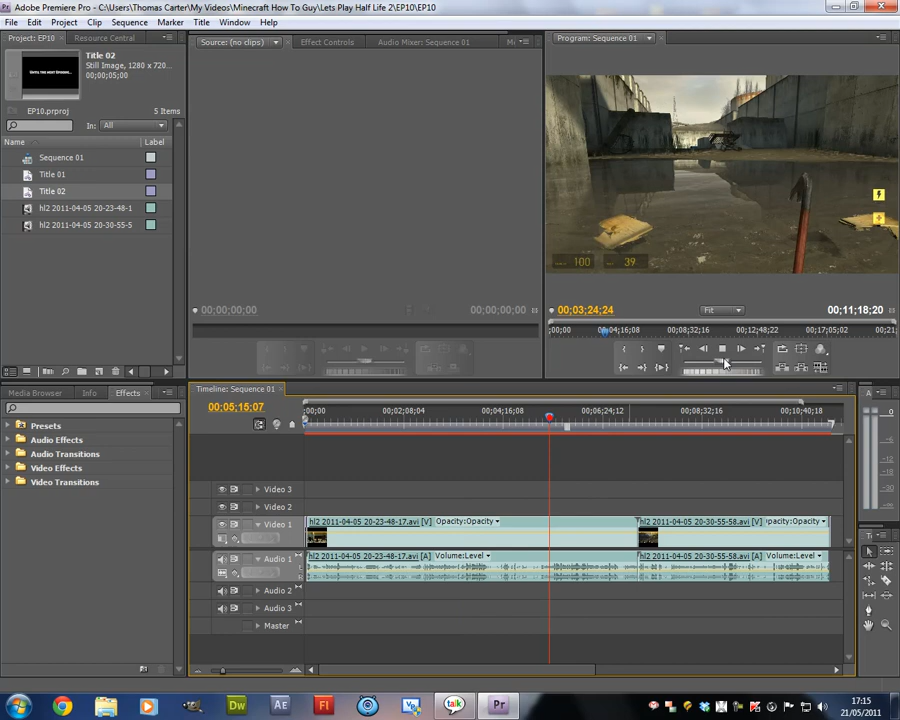 Adobe Premiere Pro - C:\Users\Thomas Carter\My Videos\Minecraft How To Guy\Lets Play Half Life 2\EP10\EP10
File Edit Project Clip Sequence Marker Title Window Help
Project: EP10 Resource Central
Source: (no clips) Effect Controls Audio Mixer: Sequence 01
Program: Sequence 01
Title 02
Still Image, 1280 x 720...
00;00;05;00
EP10.prproj 5 Items
In: All
Name Label
Sequence 01
Title 01
Title 02
hl2 2011-04-05 20-23-48-1
hl2 2011-04-05 20-30-55-5
100 39
00;00;00;00 00;00;00;00
00;03;24;24 Fit 00;11;18;20
;00;00 00;04;16;08 00;08;32;16 00;12;48;22 00;17;05;02 00;21;
Media Browser Info Effects
Presets
Audio Effects
Audio Transitions
Video Effects
Video Transitions
Timeline: Sequence 01
00;05;15;07
;00;00 00;02;08;04 00;04;16;08 00;06;24;12 00;08;32;16 00;10;40;18
Video 3
Video 2
Video 1
hl2 2011-04-05 20-23-48-17.avi [V] Opacity:Opacity
hl2 2011-04-05 20-30-55-58.avi [V] pacity:Opacity
Audio 1
hl2 2011-04-05 20-23-48-17.avi [A] Volume:Level
hl2 2011-04-05 20-30-55-58.avi [A] Volume:Level
Audio 2
Audio 3
Master
0
Dw Ae Fl talk Pr
17:15
21/05/2011